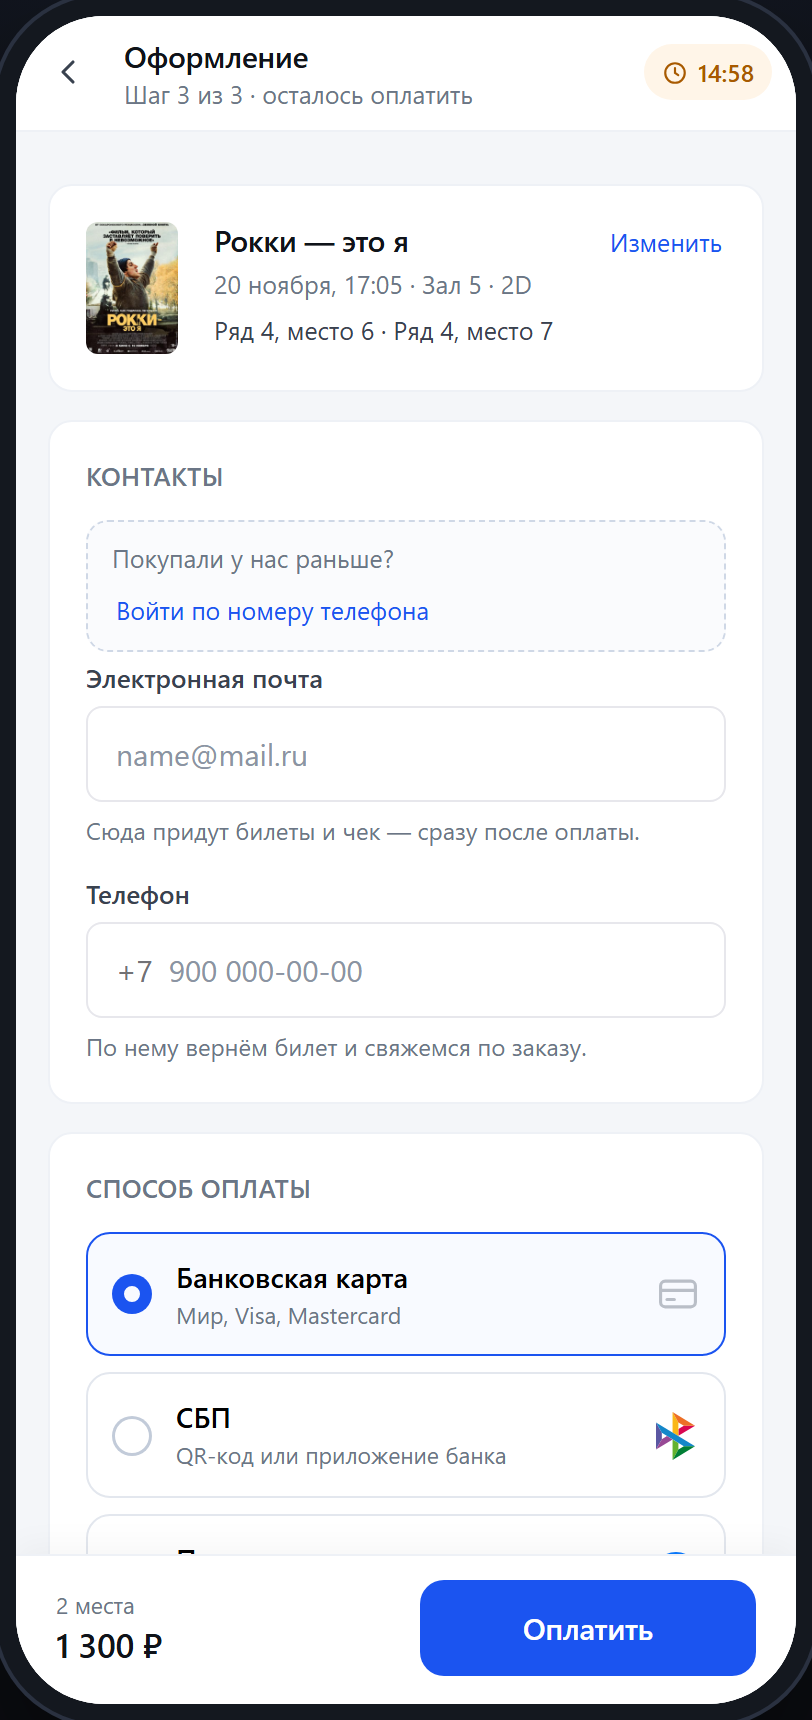 Оформление
Шаг 3 из 3 · осталось оплатить
14:58
РОККИ
ЭТО Я
Рокки — это я
Изменить
20 ноября, 17:05 · Зал 5 · 2D
Ряд 4, место 6 · Ряд 4, место 7
КОНТАКТЫ
Покупали у нас раньше?
Войти по номеру телефона
Электронная почта
name@mail.ru
Сюда придут билеты и чек — сразу после оплаты.
Телефон
+7 900 000-00-00
По нему вернём билет и свяжемся по заказу.
СПОСОБ ОПЛАТЫ
Банковская карта
Мир, Visa, Mastercard
СБП
QR-код или приложение банка
2 места
1 300 ₽
Оплатить